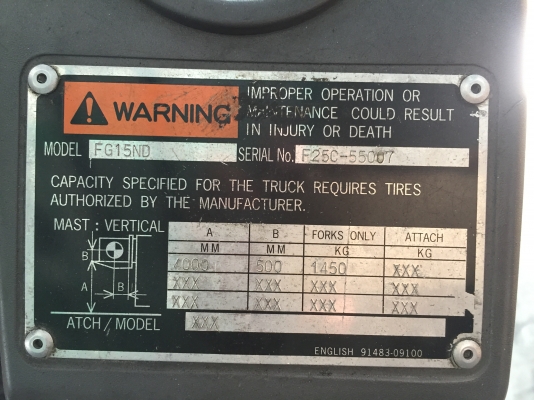 WARNING
IMPROPER OPERATION OR
MAINTENANCE COULD RESULT
IN INJURY OR DEATH
MODEL FG15ND SERIAL No. F25C-55007
CAPACITY SPECIFIED FOR THE TRUCK REQUIRES TIRES
AUTHORIZED BY THE MANUFACTURER.
MAST : VERTICAL
A B FORKS ONLY ATTACH
MM MM KG KG
4000 500 1450 XXX
XXX XXX XXX XXX
XXX XXX XXX XXX
B
A B
ATCH / MODEL XXX
ENGLISH 91483-09100